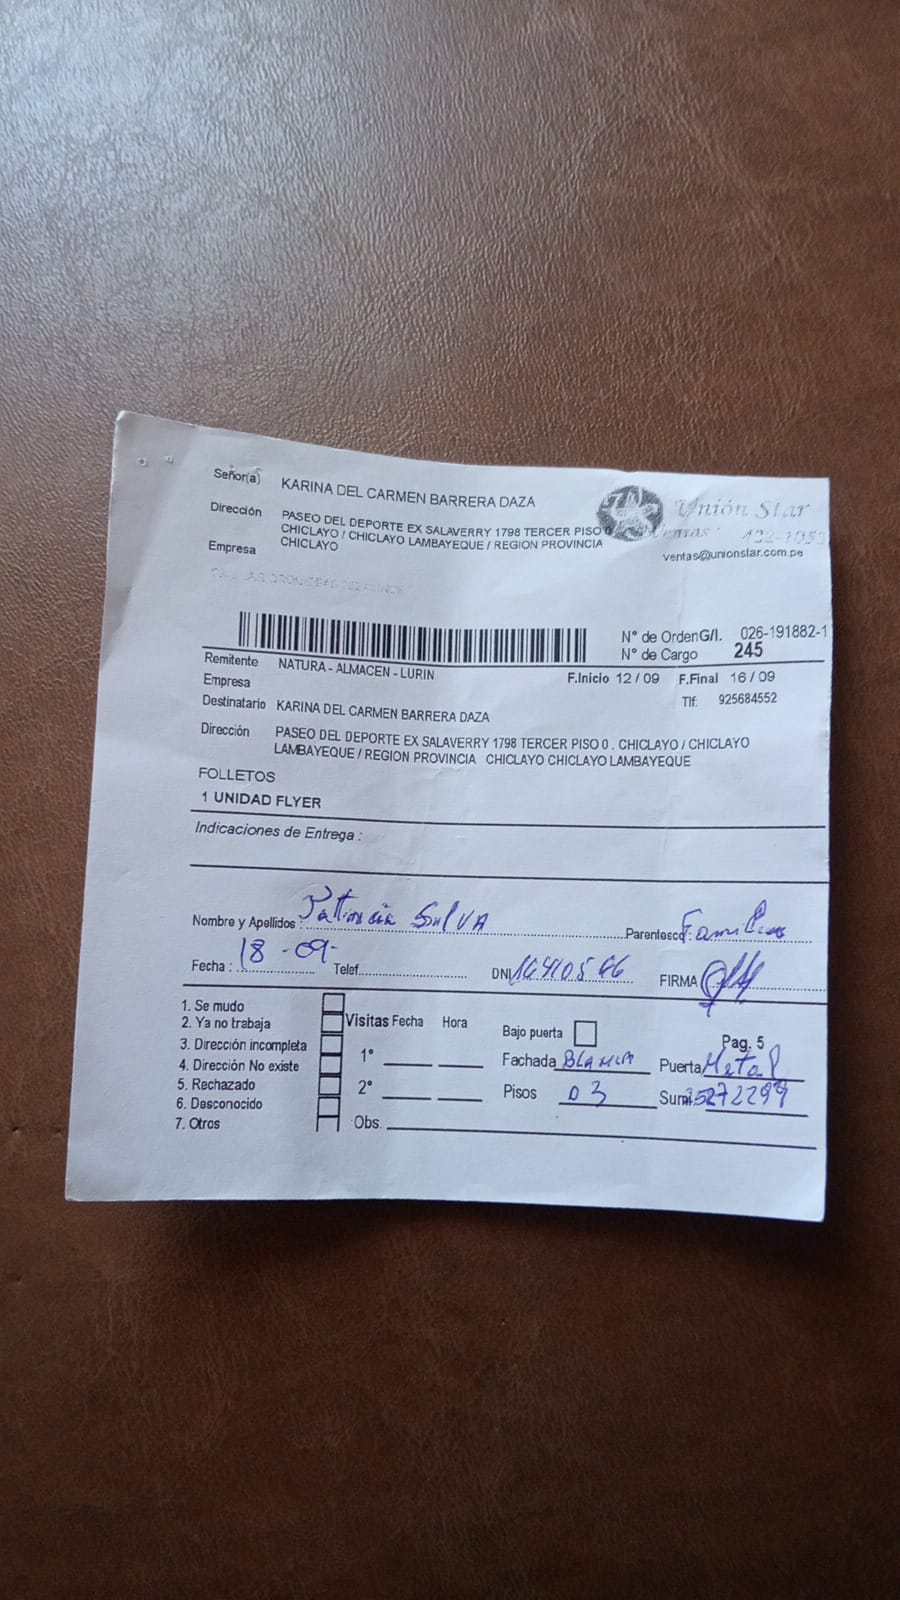 Señor(a) KARINA DEL CARMEN BARRERA DAZA
Unión Star
Dirección PASEO DEL DEPORTE EX SALAVERRY 1798 TERCER PISO 0
CHICLAYO / CHICLAYO LAMBAYEQUE / REGION PROVINCIA
CHICLAYO
ventas@unionstar.com.pe
Empresa
N° de Orden G/I. 026-191882-1
N° de Cargo 245
Remitente NATURA - ALMACEN - LURIN
F.Inicio 12 / 09 F.Final 16 / 09
Empresa
Tlf: 925684552
Destinatario KARINA DEL CARMEN BARRERA DAZA
Dirección PASEO DEL DEPORTE EX SALAVERRY 1798 TERCER PISO 0 . CHICLAYO / CHICLAYO
LAMBAYEQUE / REGION PROVINCIA CHICLAYO CHICLAYO LAMBAYEQUE
FOLLETOS
1 UNIDAD FLYER
Indicaciones de Entrega :
Nombre y Apellidos : Patricia Silva Parentesco : Familiar
Fecha : 18 - 09 - Telef. DNI FIRMA
1. Se mudo
2. Ya no trabaja
3. Dirección incompleta
4. Dirección No existe
5. Rechazado
6. Desconocido
7. Otros
Visitas Fecha Hora
1°
2°
Obs.
Bajo puerta
Pag. 5
Fachada BLANCA Puerta Metal
Pisos 03 Sum